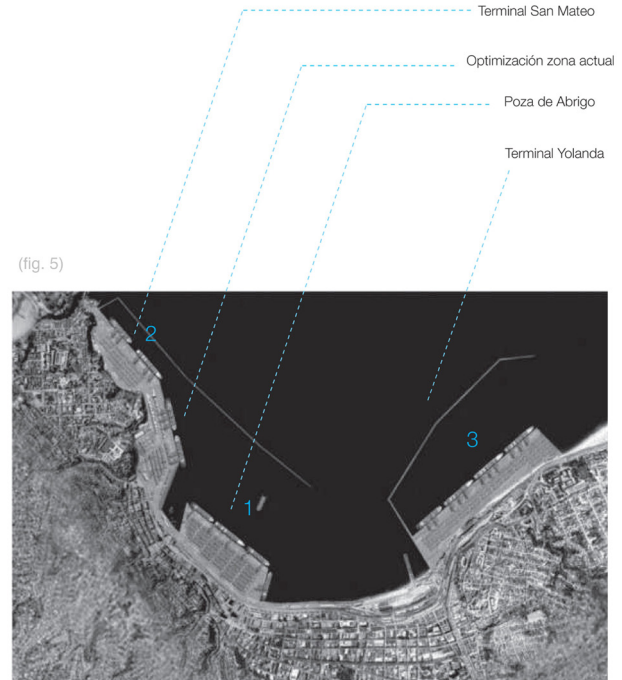 Terminal San Mateo
Optimización zona actual
Poza de Abrigo
Terminal Yolanda
(fig. 5)
2
3
1